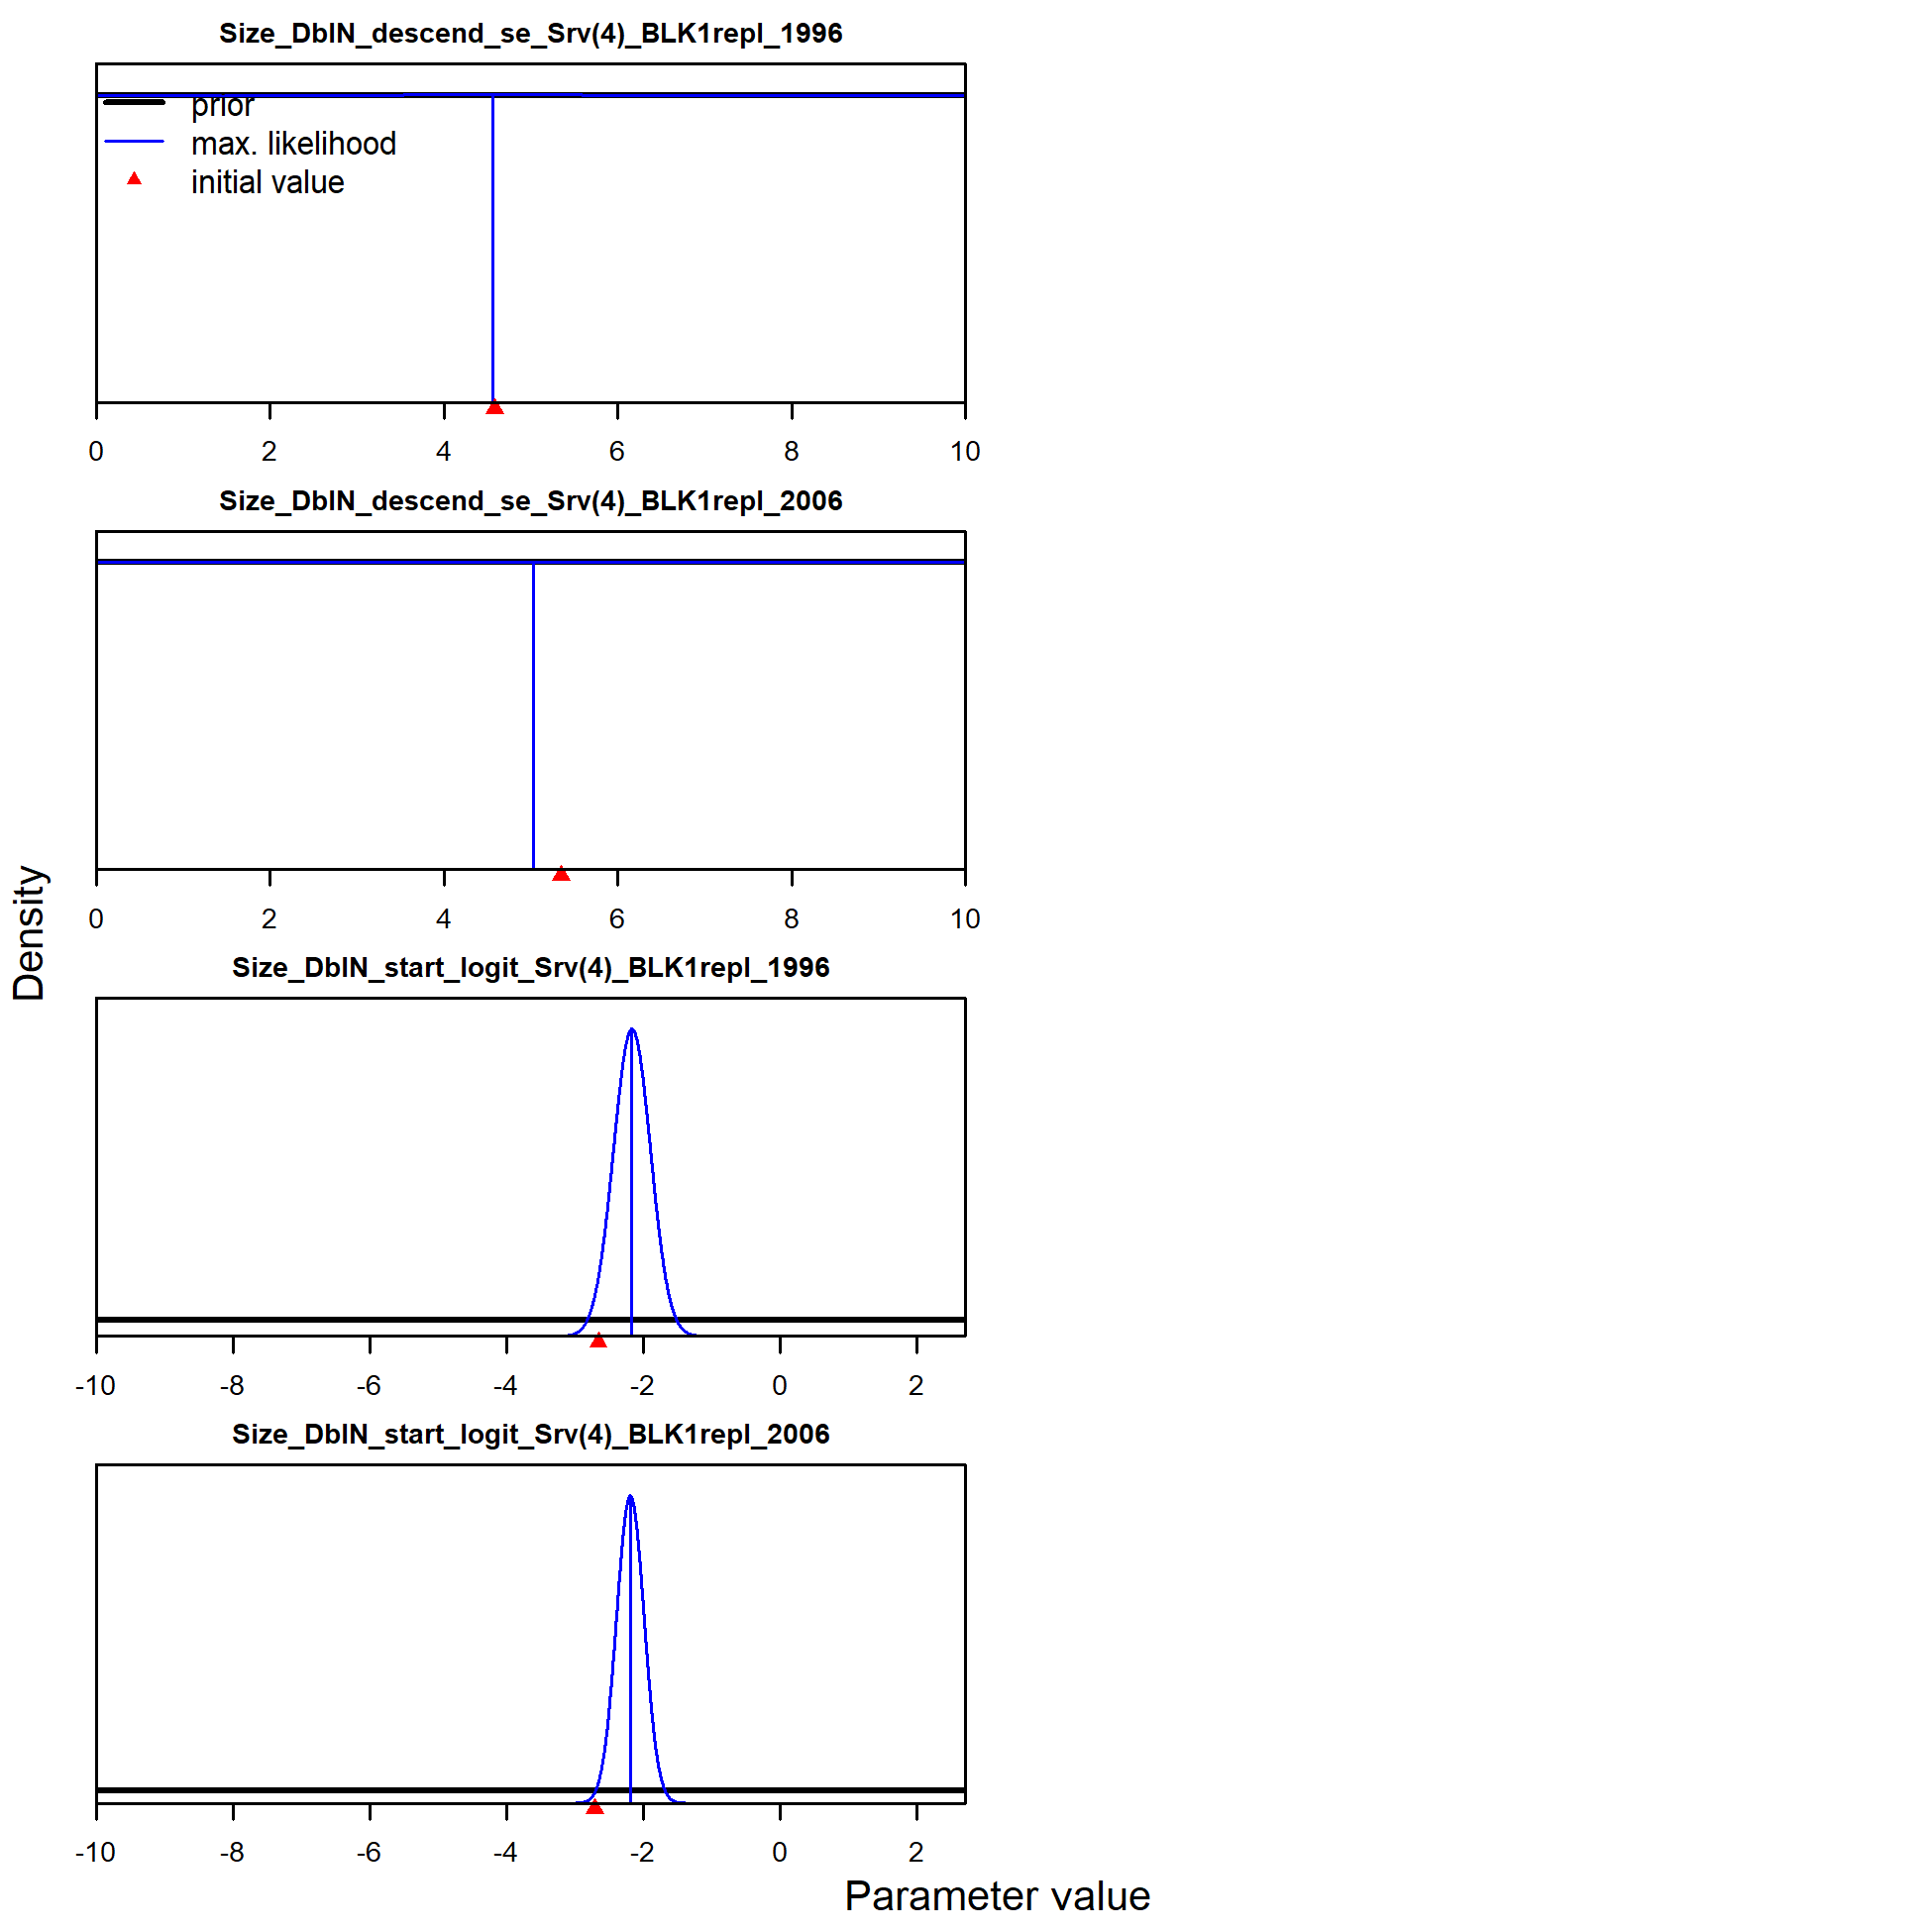 Size_DblN_descend_se_Srv(4)_BLK1repl_1996
prior
max. likelihood
initial value
0 2 4 6 8 10
Size_DblN_descend_se_Srv(4)_BLK1repl_2006
0 2 4 6 8 10
Density
Size_DblN_start_logit_Srv(4)_BLK1repl_1996
-10 -8 -6 -4 -2 0 2
Size_DblN_start_logit_Srv(4)_BLK1repl_2006
-10 -8 -6 -4 -2 0 2
Parameter value